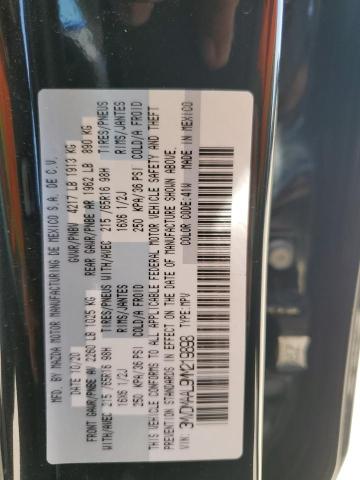 MFD. BY MAZDA MOTOR MANUFACTURING DE MEXICO S.A. DE C.V.
10/20 GVWR/PNBV 4217 LB 1913 KG
FRONT GAWR/PNBE AV 2260 LB 1025 KG REAR GAWR/PNBE AR 1962 LB 890 KG
WITH/AVEC 215/65R16 98H TIRES/PNEUS WITH/AVEC 215/65R16 98H TIRES/PNEUS
16X6 1/2J RIMS/JANTES 16X6 1/2J RIMS/JANTES
250 KPA/36 PSI COLD/A FROID 250 KPA/36 PSI COLD/A FROID
THIS VEHICLE CONFORMS TO ALL APPLICABLE FEDERAL MOTOR VEHICLE SAFETY AND THEFT
PREVENTION STANDARDS IN EFFECT ON THE DATE OF MANUFACTURE SHOWN ABOVE.
COLOR CODE:41W MADE IN MEXICO
TYPE: MPV